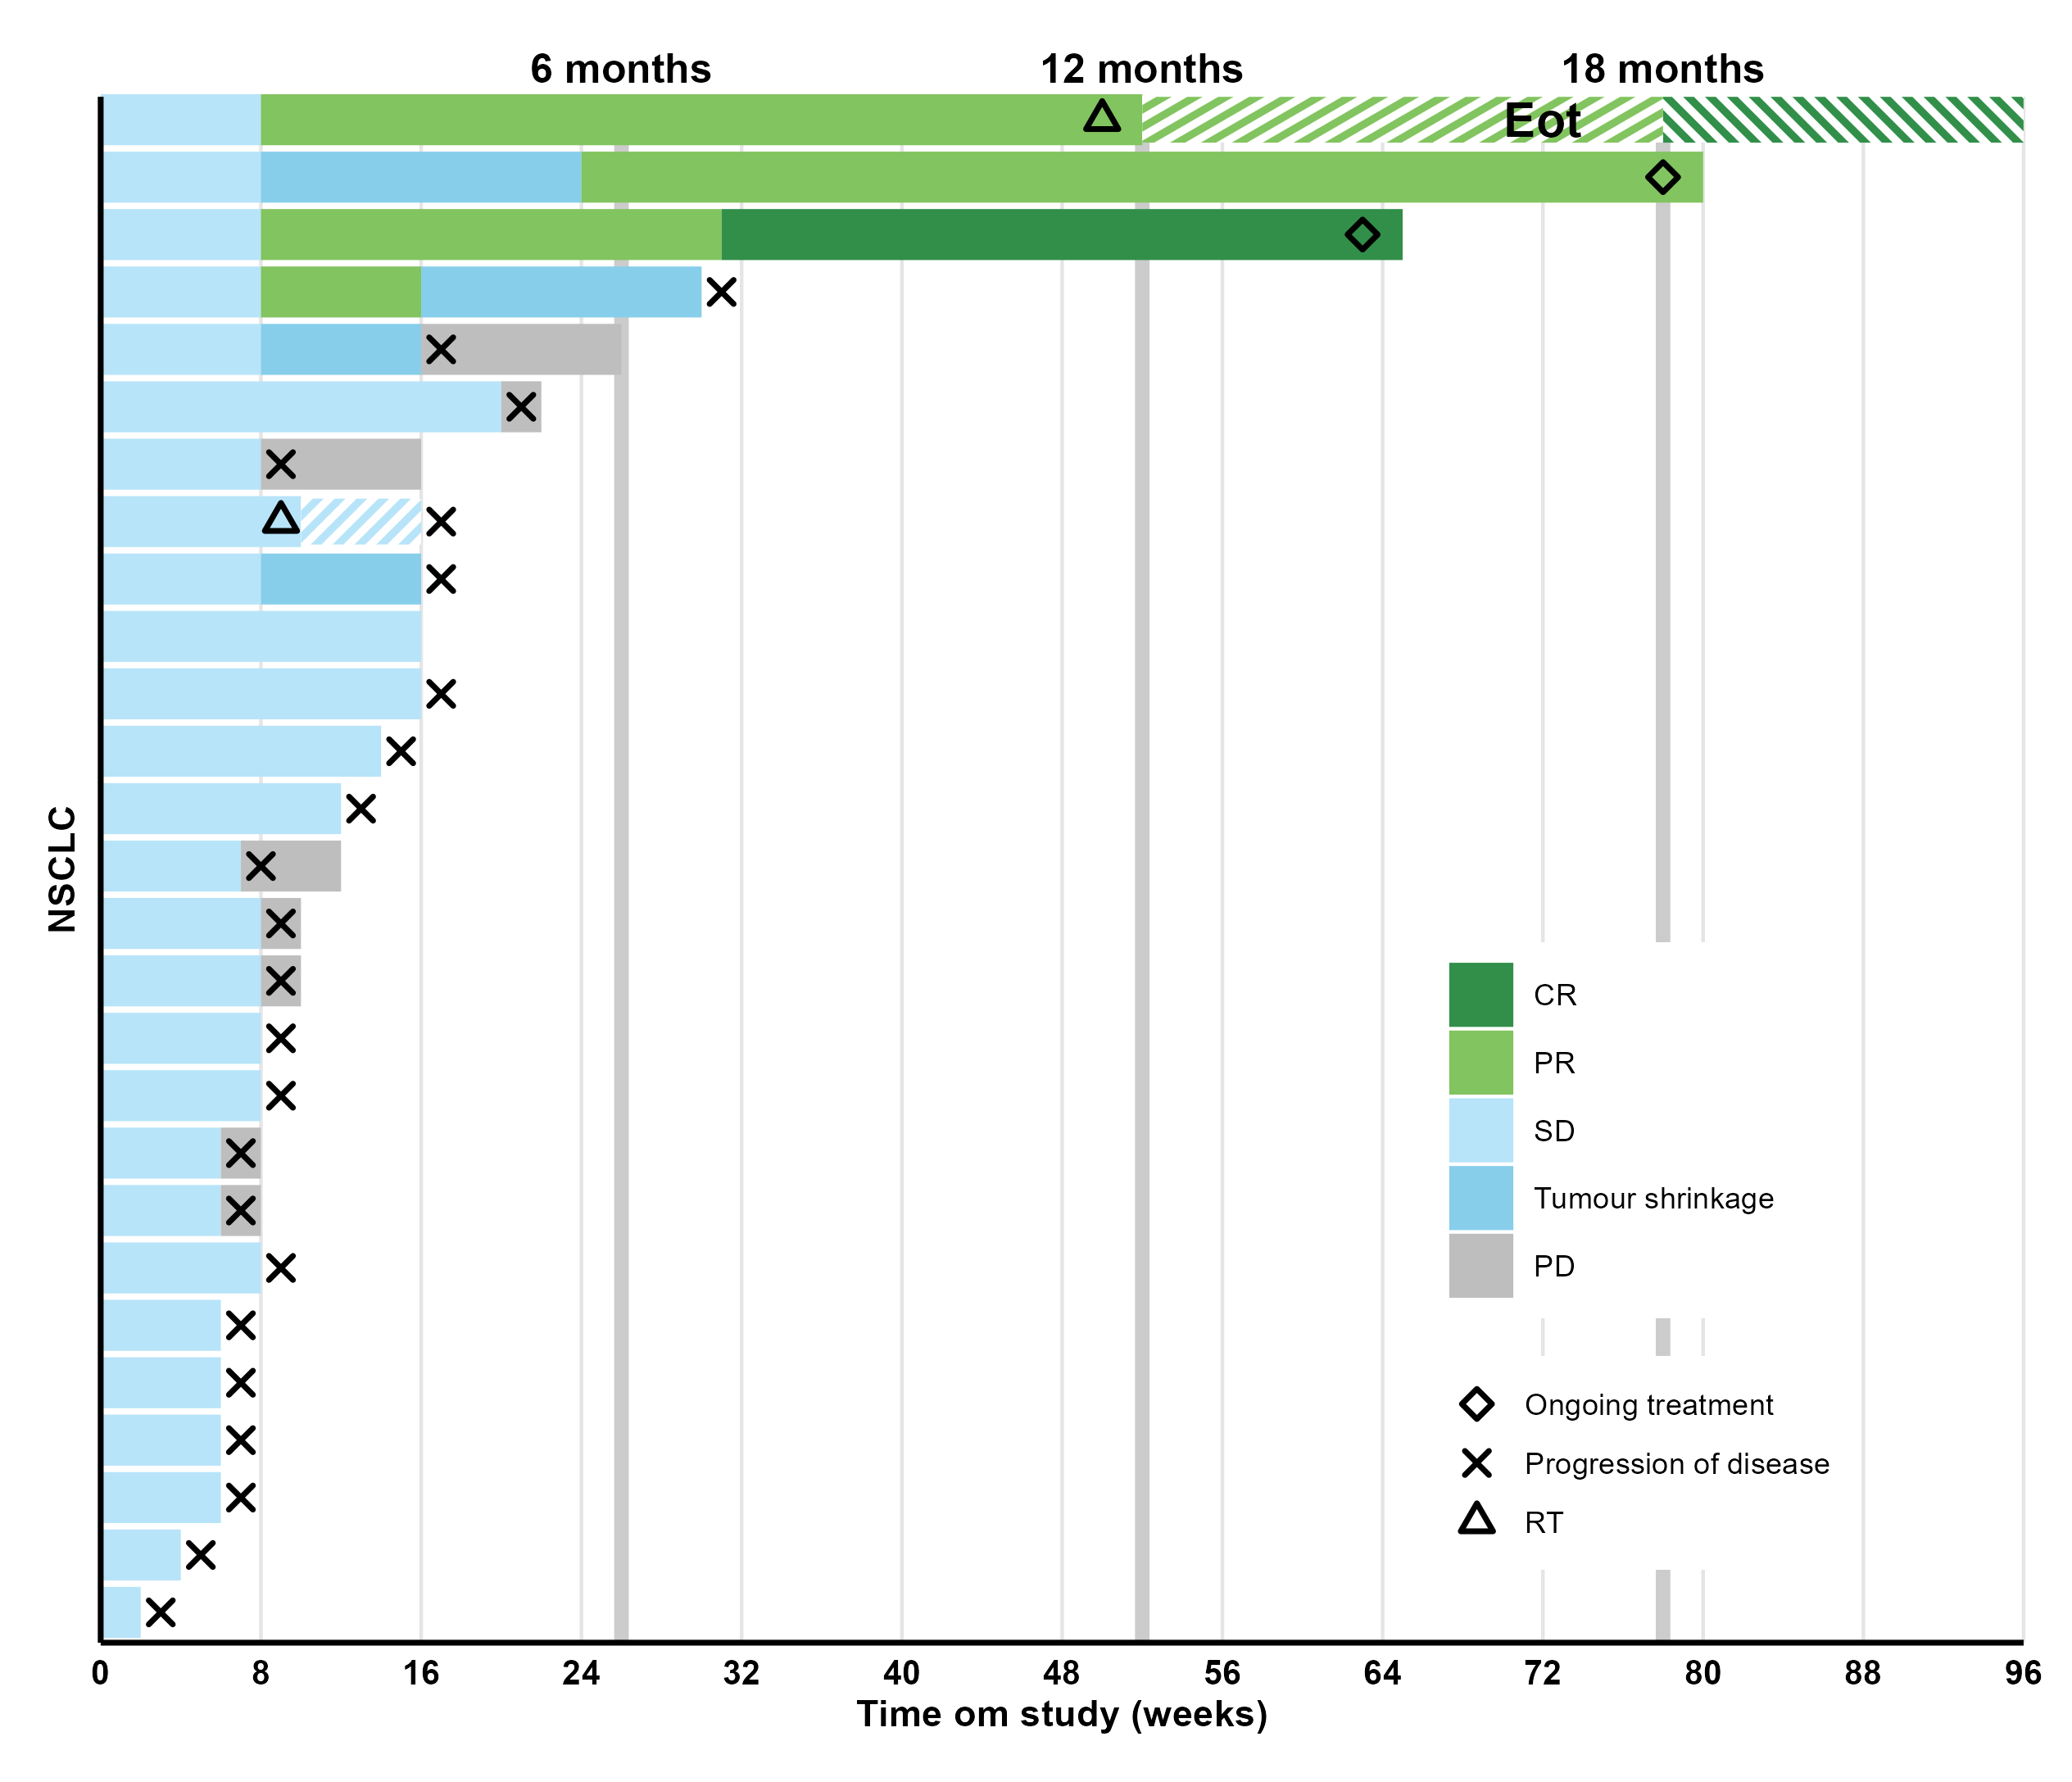 6 months 12 months 18 months
Eot
NSCLC
CR
PR
SD
Tumour shrinkage
PD
Ongoing treatment
Progression of disease
RT
0 8 16 24 32 40 48 56 64 72 80 88 96
Time om study (weeks)